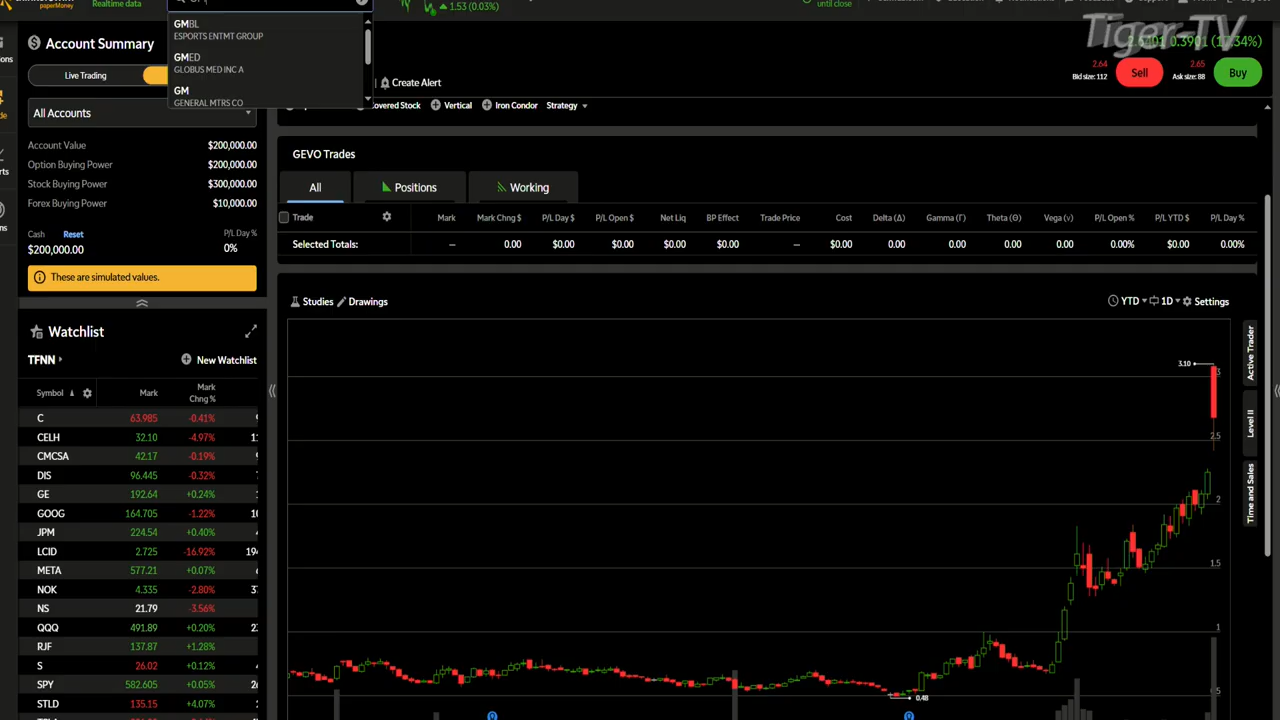 paperMoney
Realtime data
1.53 (0.03%)
until close
Tiger-TV
GMBL
ESPORTS ENTMT GROUP
GMED
GLOBUS MED INC A
GM
GENERAL MTRS CO
Account Summary
Live Trading
All Accounts
Account Value $200,000.00
Option Buying Power $200,000.00
Stock Buying Power $300,000.00
Forex Buying Power $10,000.00
Cash Reset P/L Day %
$200,000.00 0%
These are simulated values.
Create Alert
2.64 2.65
Bid size: 112 Sell Ask size: 88 Buy
overed Stock Vertical Iron Condor Strategy
GEVO Trades
All Positions Working
Trade Mark Mark Chng $ P/L Day $ P/L Open $ Net Liq BP Effect Trade Price Cost Delta (Δ) Gamma (Γ) Theta (Θ) Vega (v) P/L Open % P/L YTD $ P/L Day %
Selected Totals: — 0.00 $0.00 $0.00 $0.00 $0.00 — $0.00 0.00 0.00 0.00 0.00 0.00% $0.00 0.00%
Studies Drawings YTD 1D Settings
3.10
3
2.5
2
1.5
1
0.5
0.48
Active Trader
Level II
Time and Sales
Watchlist
TFNN New Watchlist
Symbol Mark Mark Chng %
C 63.985 -0.41%
CELH 32.10 -4.97%
CMCSA 42.17 -0.19%
DIS 96.445 -0.32%
GE 192.64 +0.24%
GOOG 164.705 -1.22%
JPM 224.54 +0.40%
LCID 2.725 -16.92%
META 577.21 +0.07%
NOK 4.335 -2.80%
NS 21.79 -3.56%
QQQ 491.89 +0.20%
RJF 137.87 +1.28%
S 26.02 +0.12%
SPY 582.605 +0.05%
STLD 135.15 +4.07%